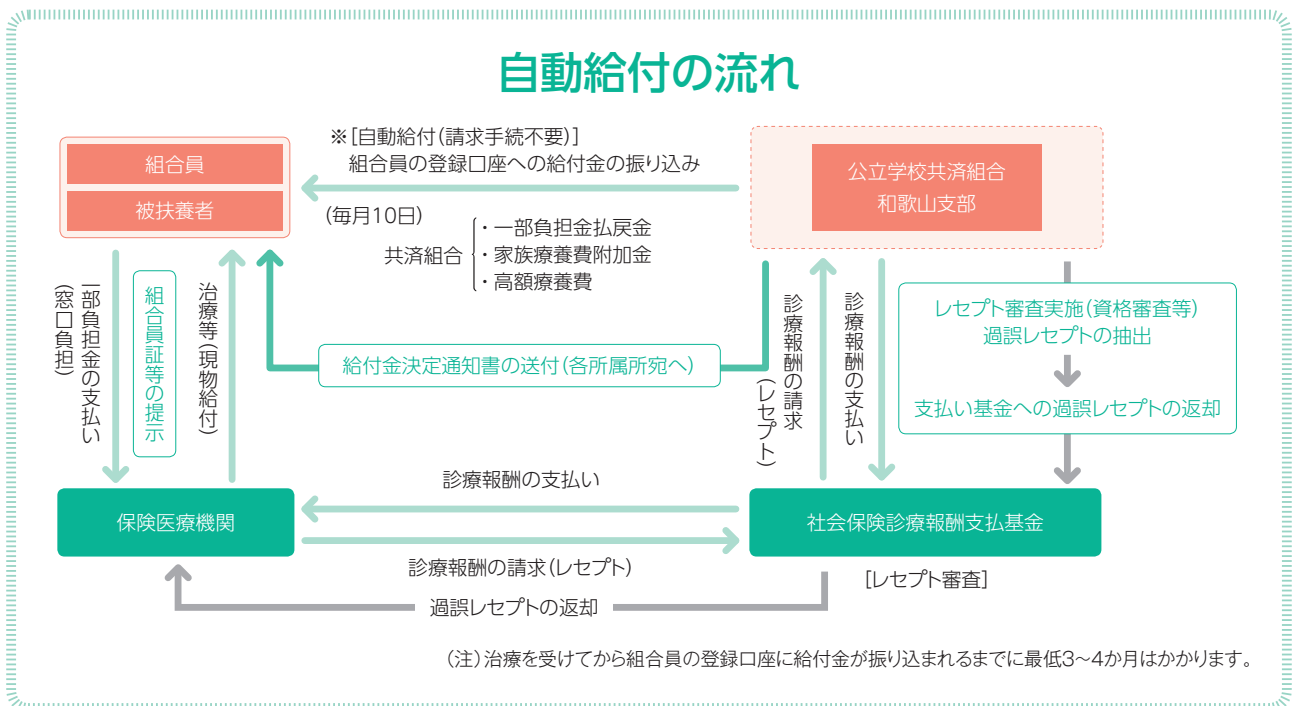 自動給付の流れ
組合員
被扶養者
※[自動給付(請求手続不要)]
組合員の登録口座への給付金の振り込み
(毎月10日)
共済組合
・一部負担金払戻金
・家族療養費附加金
・高額療養費
公立学校共済組合
和歌山支部
一部負担金の支払い
(窓口負担)
組合員証等の提示
治療等(現物給付)
給付金決定通知書の送付(各所属所宛へ)
診療報酬の請求
(レセプト)
診療報酬の支払い
レセプト審査実施(資格審査等)
過誤レセプトの抽出
支払い基金への過誤レセプトの返却
保険医療機関
診療報酬の支払い
診療報酬の請求(レセプト)
社会保険診療報酬支払基金
[レセプト審査]
過誤レセプトの返却
(注)治療を受けてから組合員の登録口座に給付金が振り込まれるまでに最低3~4か月はかかります。